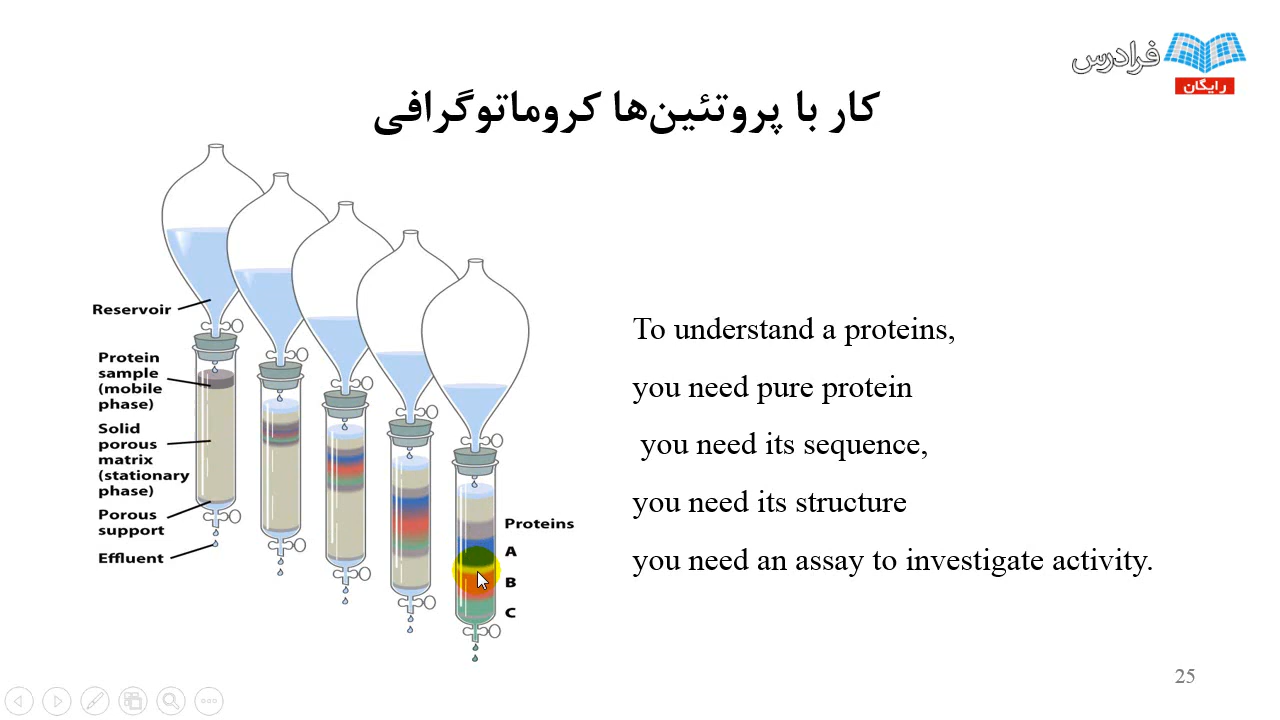 فرادرس
رایگان
کار با پروتئین‌ها کروماتوگرافی
Reservoir
Protein
sample
(mobile
phase)
Solid
porous
matrix
(stationary
phase)
Porous
support
Effluent
Proteins
A
B
C
To understand a proteins,
you need pure protein
you need its sequence,
you need its structure
you need an assay to investigate activity.
25